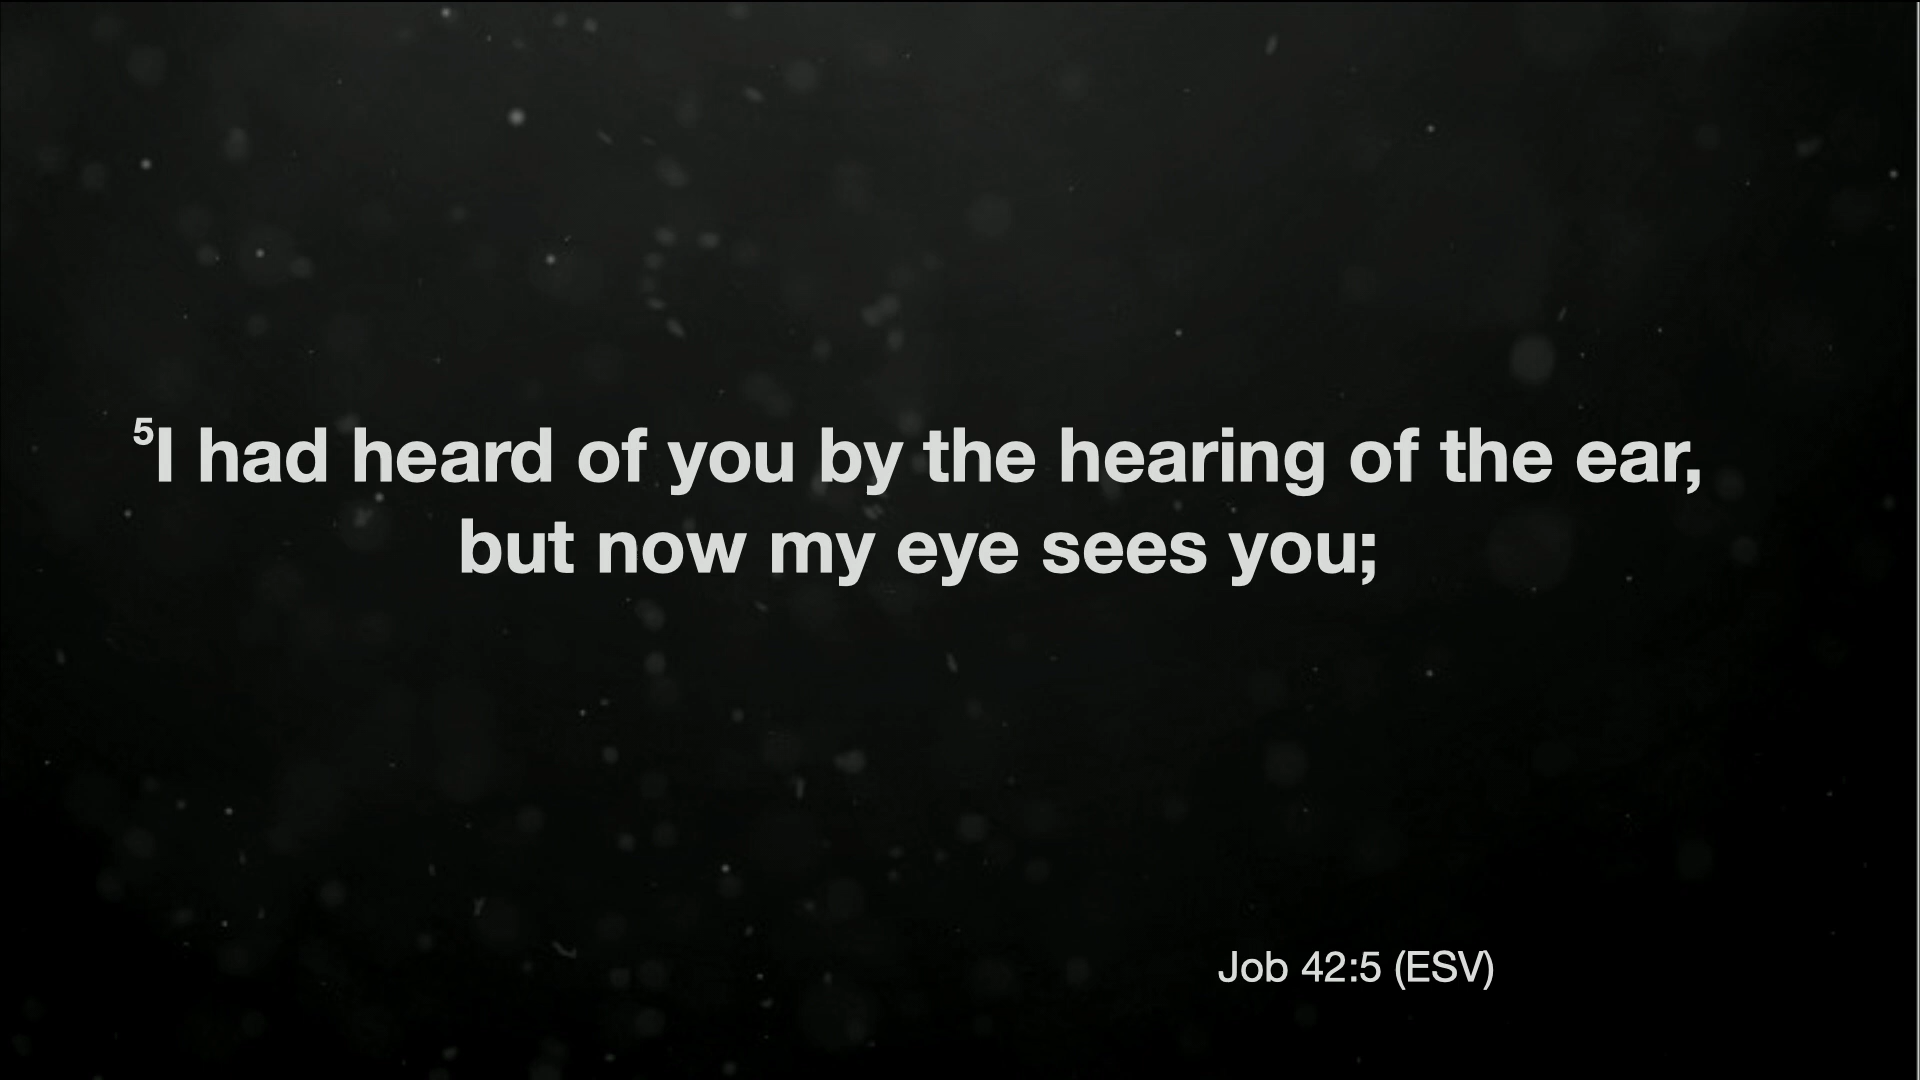 ⁵I had heard of you by the hearing of the ear,
but now my eye sees you;
Job 42:5 (ESV)